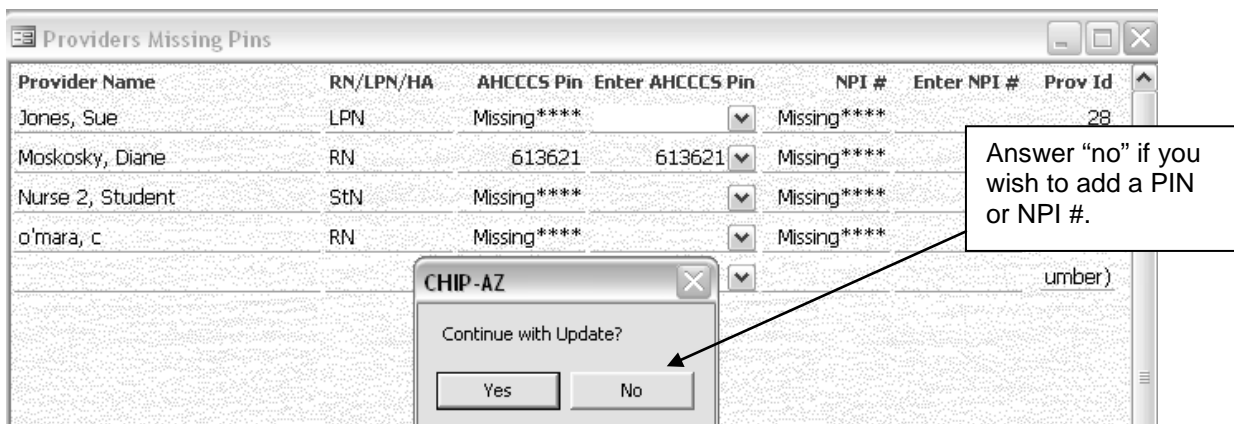 Providers Missing Pins
Provider Name RN/LPN/HA AHCCCS Pin Enter AHCCCS Pin NPI # Enter NPI # Prov Id
Jones, Sue LPN Missing**** Missing**** 28
Moskosky, Diane RN 613621 613621 Missing****
Nurse 2, Student StN Missing**** Missing****
o'mara, c RN Missing**** Missing****
umber)
Answer “no” if you
wish to add a PIN
or NPI #.
CHIP-AZ
Continue with Update?
Yes No